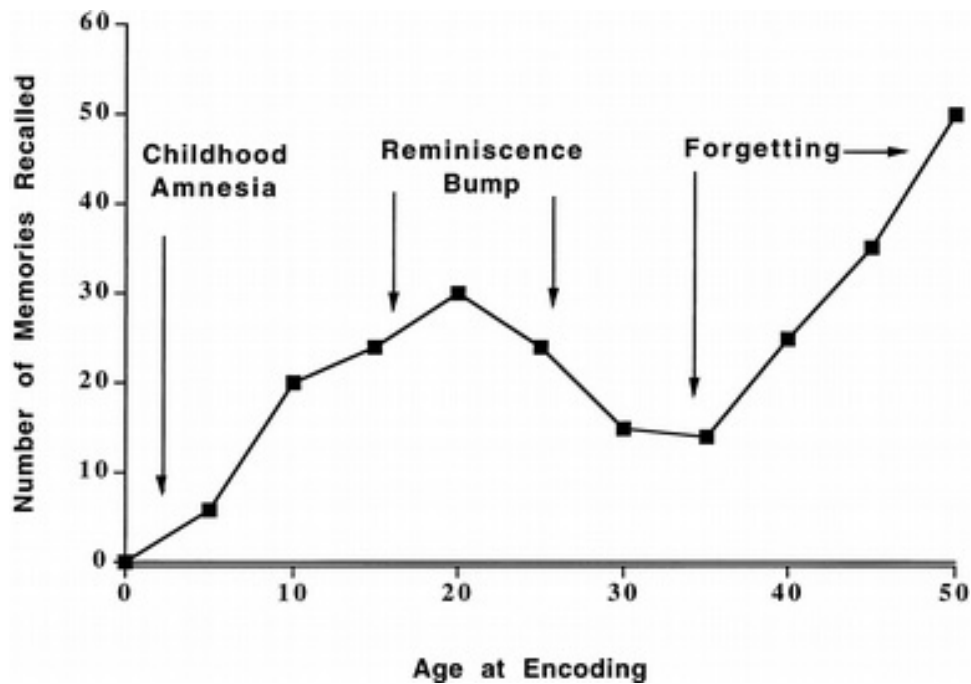 60
50
40
30
20
10
0
Number of Memories Recalled
Childhood
Amnesia
Reminiscence
Bump
Forgetting
0
10
20
30
40
50
Age at Encoding